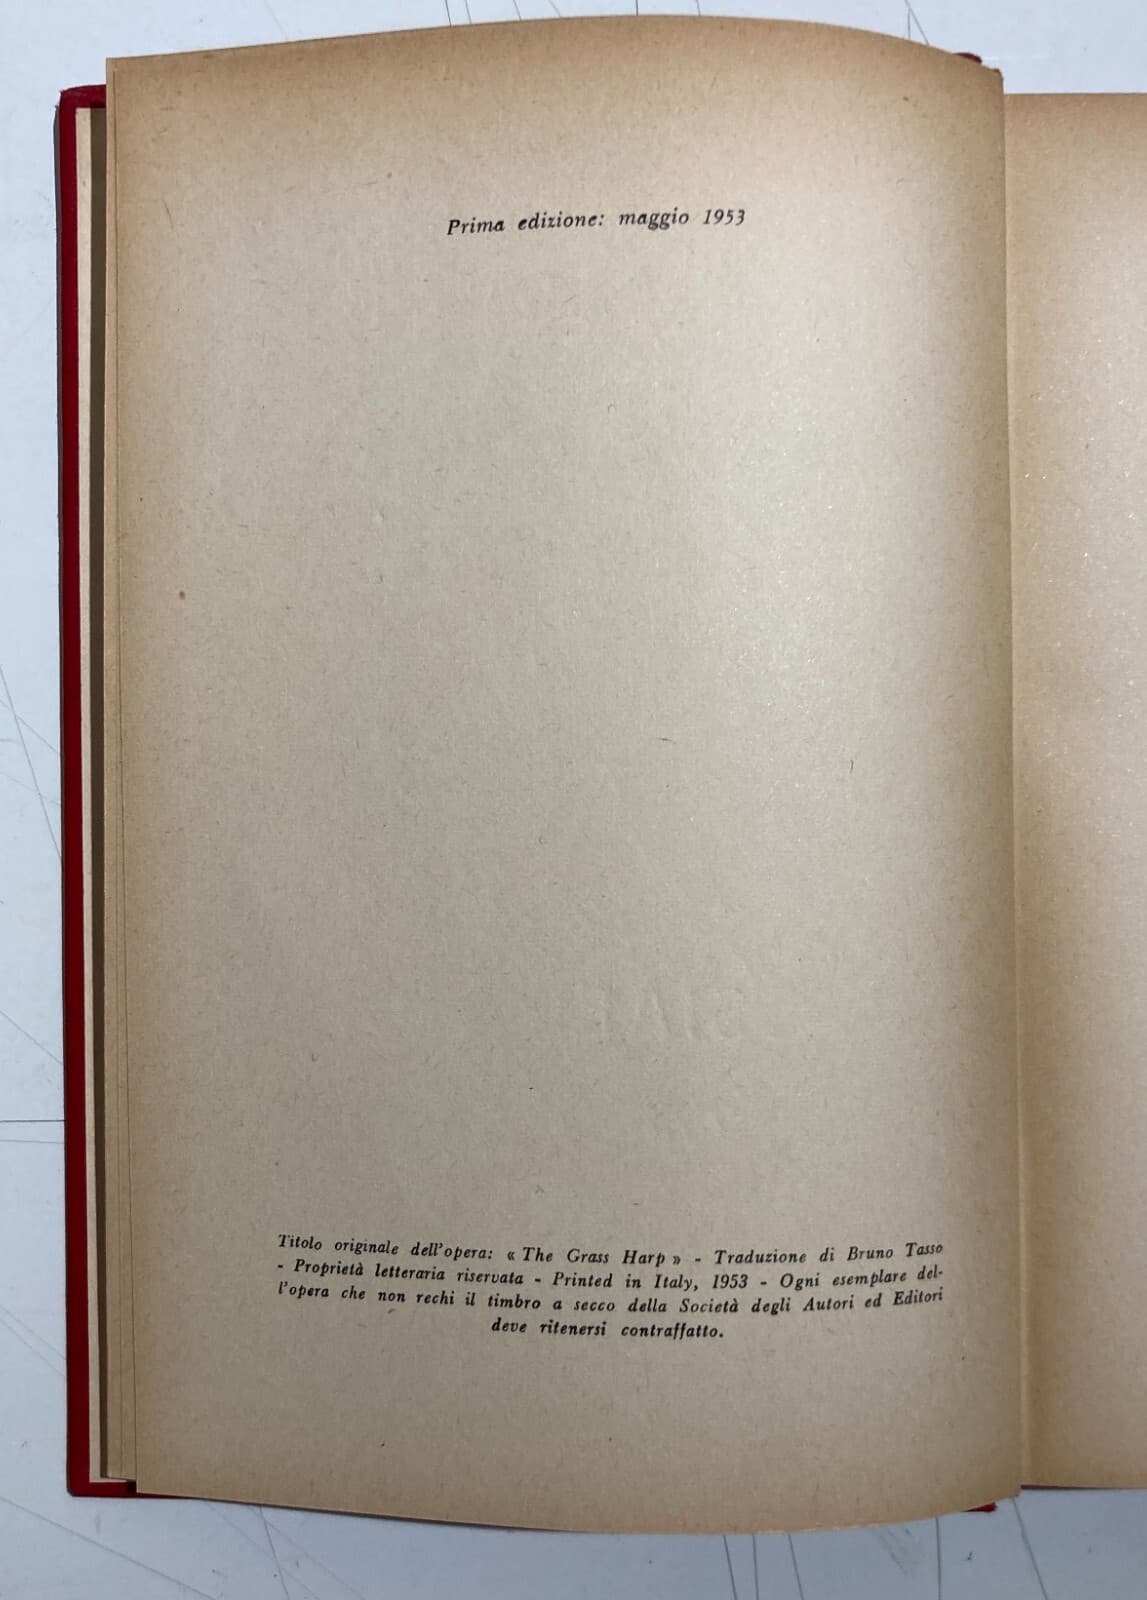 Prima edizione: maggio 1953
Titolo originale dell'opera: « The Grass Harp » - Traduzione di Bruno Tasso
- Proprietà letteraria riservata - Printed in Italy, 1953 - Ogni esemplare del-
l'opera che non rechi il timbro a secco della Società degli Autori ed Editori
deve ritenersi contraffatto.